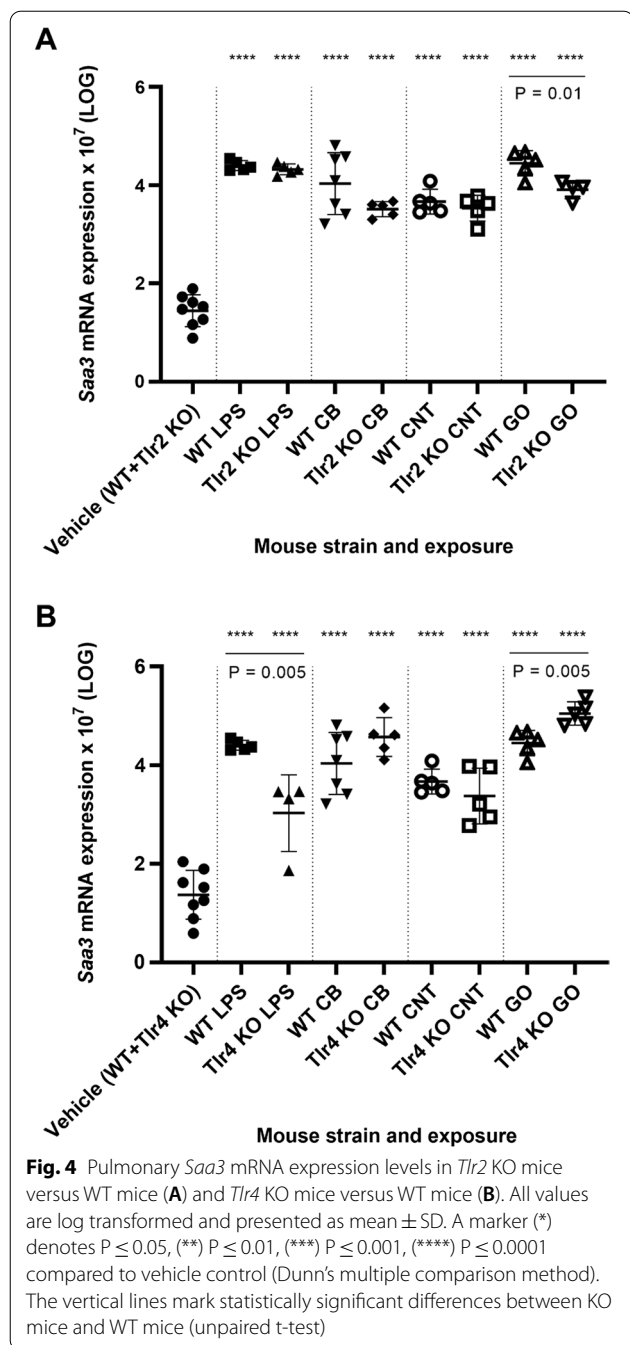 A
**** **** **** **** **** **** **** ****
P = 0.01
Saa3 mRNA expression x 10^7 (LOG)
6
4
2
0
Vehicle (WT+Tlr2 KO)
WT LPS
Tlr2 KO LPS
WT CB
Tlr2 KO CB
WT CNT
Tlr2 KO CNT
WT GO
Tlr2 KO GO
Mouse strain and exposure
B
**** **** **** **** **** **** **** ****
P = 0.005 P = 0.005
Saa3 mRNA expression x 10^7 (LOG)
6
4
2
0
Vehicle (WT+Tlr4 KO)
WT LPS
Tlr4 KO LPS
WT CB
Tlr4 KO CB
WT CNT
Tlr4 KO CNT
WT GO
Tlr4 KO GO
Mouse strain and exposure
Fig. 4 Pulmonary Saa3 mRNA expression levels in Tlr2 KO mice
versus WT mice (A) and Tlr4 KO mice versus WT mice (B). All values
are log transformed and presented as mean ± SD. A marker (*)
denotes P ≤ 0.05, (**) P ≤ 0.01, (***) P ≤ 0.001, (****) P ≤ 0.0001
compared to vehicle control (Dunn's multiple comparison method).
The vertical lines mark statistically significant differences between KO
mice and WT mice (unpaired t-test)